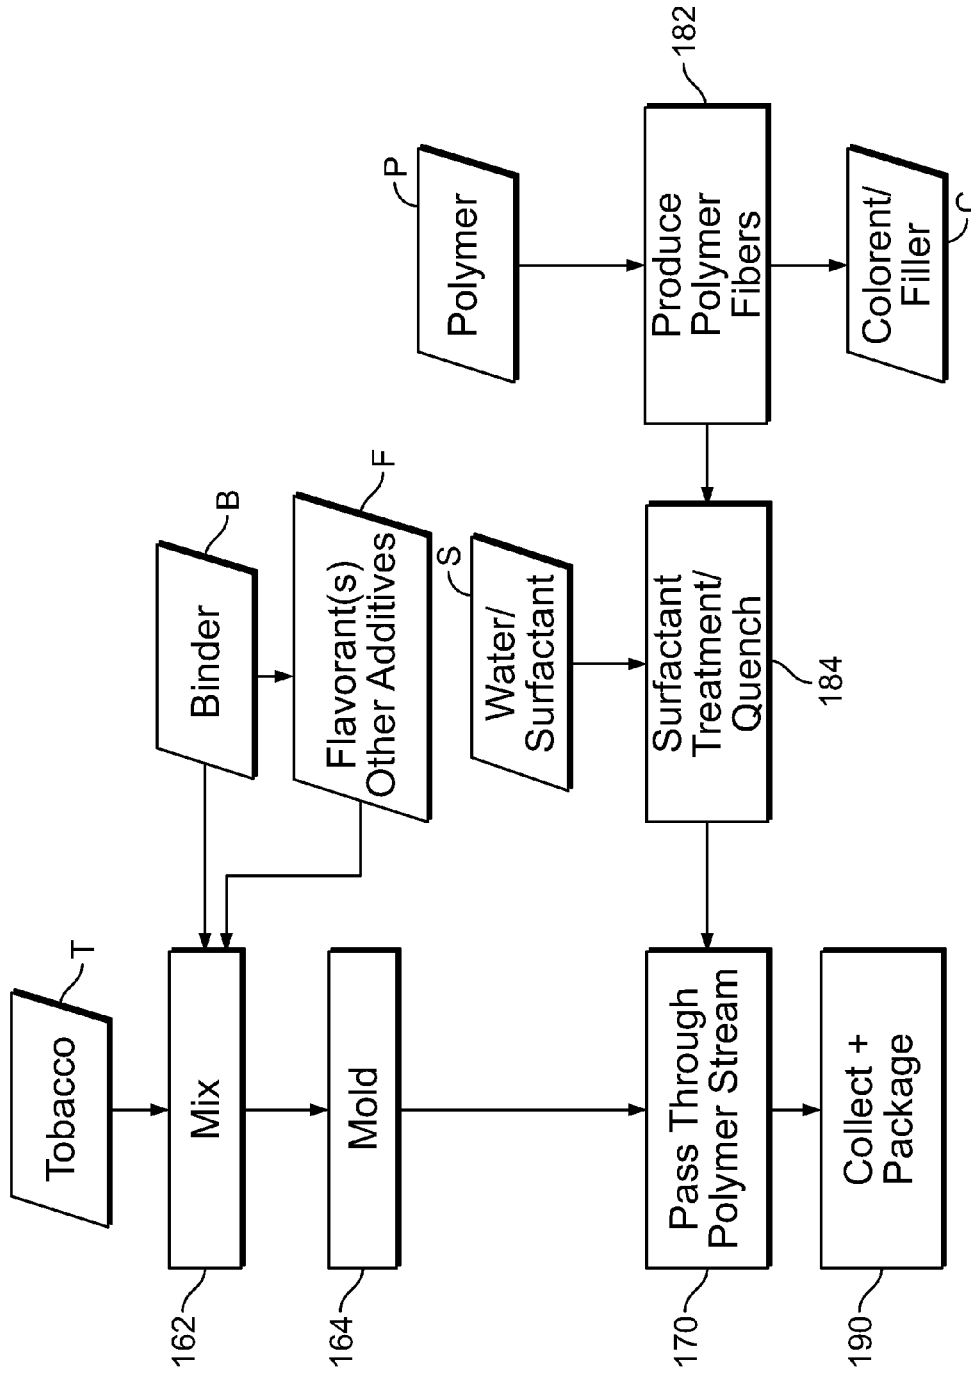 Tobacco
T
Binder
B
Mix
162
Flavorant(s)
Other Additives
F
Mold
164
Water/
Surfactant
S
Polymer
P
Pass Through
Polymer Stream
170
Surfactant
Treatment/
Quench
184
Produce
Polymer
Fibers
182
Collect +
Package
190
Colorent/
Filler